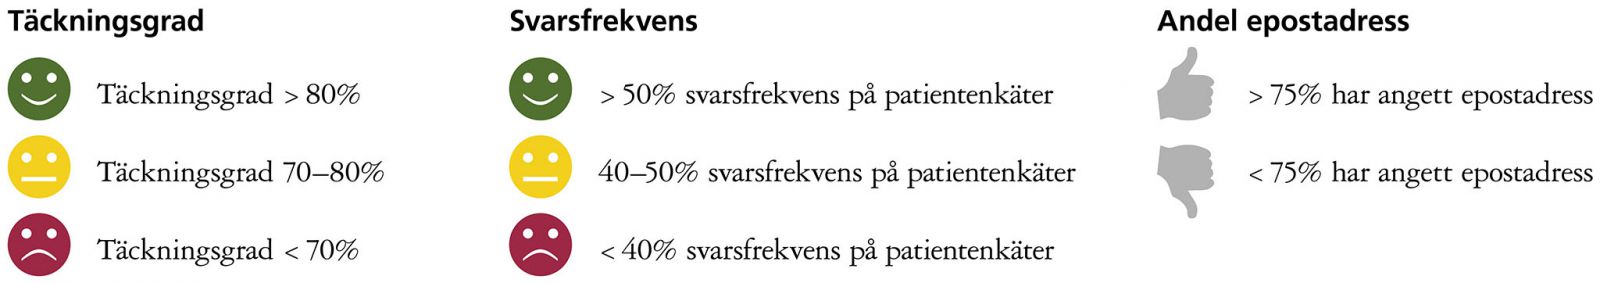 Täckningsgrad
Täckningsgrad > 80%
Täckningsgrad 70–80%
Täckningsgrad < 70%
Svarsfrekvens
> 50% svarsfrekvens på patientenkäter
40–50% svarsfrekvens på patientenkäter
< 40% svarsfrekvens på patientenkäter
Andel epostadress
> 75% har angett epostadress
< 75% har angett epostadress